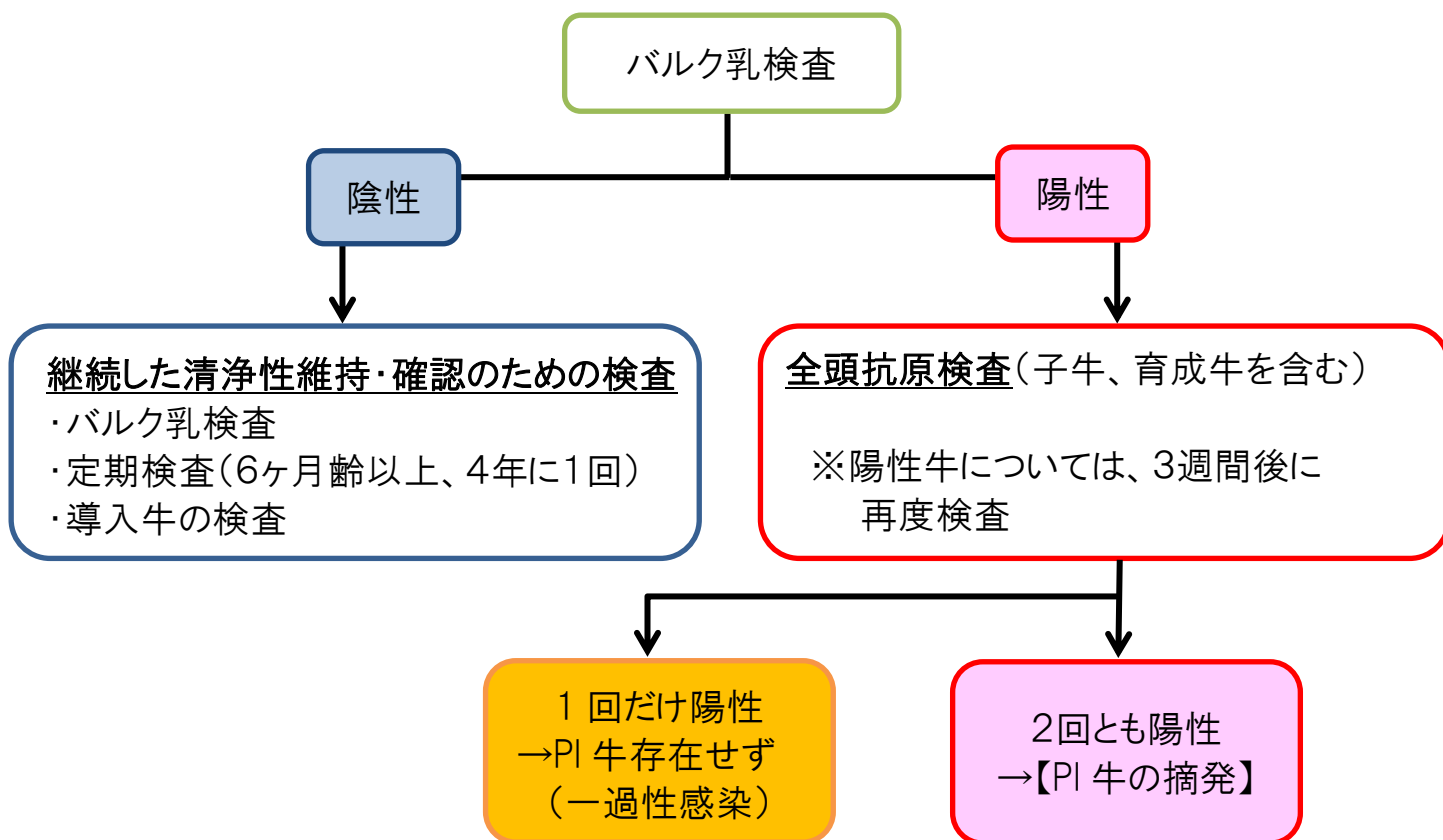 バルク乳検査
陰性
陽性
継続した清浄性維持・確認のための検査
・バルク乳検査
・定期検査(6ヶ月齢以上、4年に1回)
・導入牛の検査
全頭抗原検査(子牛、育成牛を含む)
※陽性牛については、3週間後に
再度検査
1回だけ陽性
→PI牛存在せず
(一過性感染)
2回とも陽性
→【PI牛の摘発】